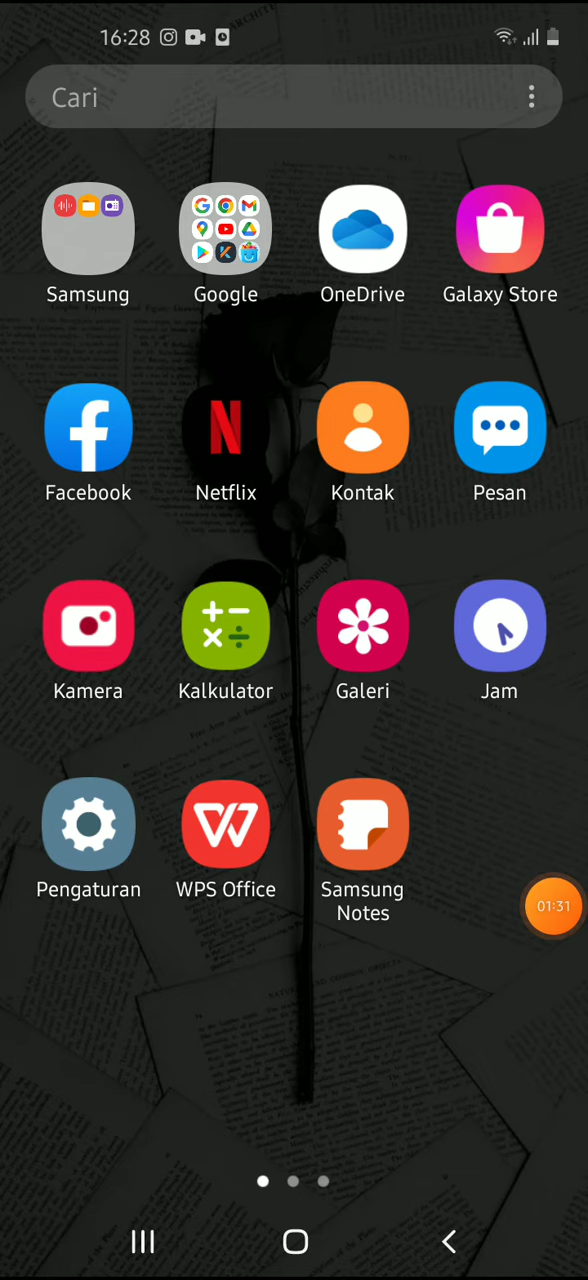 16:28
Cari
Samsung
Google
OneDrive
Galaxy Store
Facebook
Netflix
Kontak
Pesan
Kamera
Kalkulator
Galeri
Jam
Pengaturan
WPS Office
Samsung
Notes
01:31